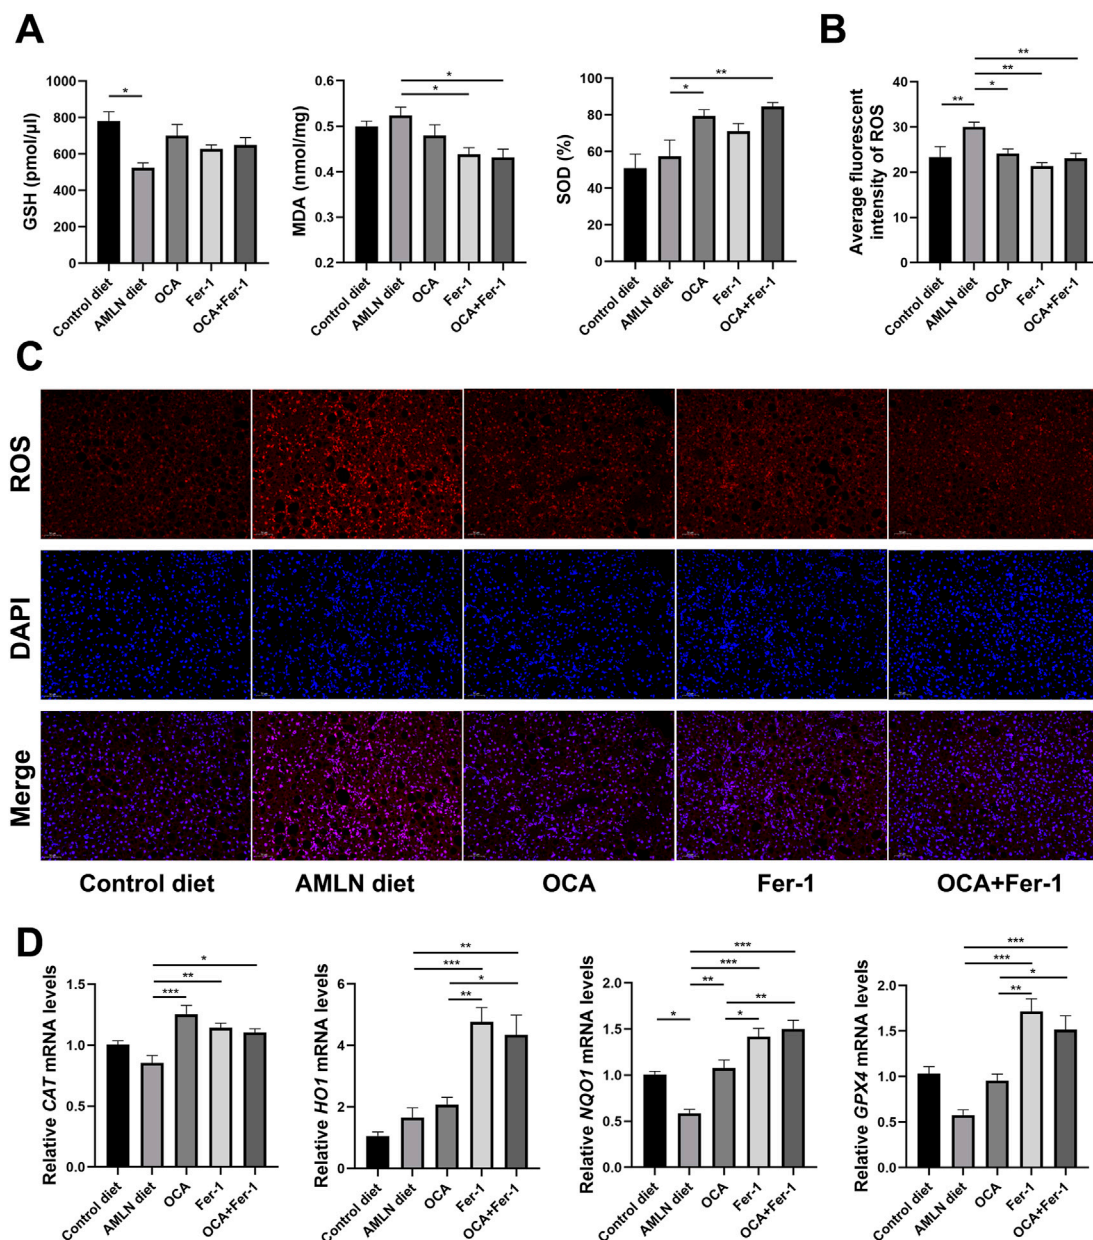 A
B
GSH (pmol/µl)
1000
800
600
400
200
0
*
Control diet
AMLN diet
OCA
Fer-1
OCA+Fer-1
MDA (nmol/mg)
0.6
0.5
0.4
0.3
0.2
*
*
Control diet
AMLN diet
OCA
Fer-1
OCA+Fer-1
SOD (%)
100
80
60
40
20
0
**
*
Control diet
AMLN diet
OCA
Fer-1
OCA+Fer-1
Average fluorescent
intensity of ROS
40
30
20
10
0
**
**
*
**
Control diet
AMLN diet
OCA
Fer-1
OCA+Fer-1
C
ROS
DAPI
Merge
Control diet
AMLN diet
OCA
Fer-1
OCA+Fer-1
D
Relative CAT mRNA levels
1.5
1.0
0.5
0.0
*
**
***
Control diet
AMLN diet
OCA
Fer-1
OCA+Fer-1
Relative HO1 mRNA levels
6
4
2
0
**
***
*
**
Control diet
AMLN diet
OCA
Fer-1
OCA+Fer-1
Relative NQO1 mRNA levels
2.0
1.5
1.0
0.5
0.0
***
***
**
**
*
*
Control diet
AMLN diet
OCA
Fer-1
OCA+Fer-1
Relative GPX4 mRNA levels
2.0
1.5
1.0
0.5
0.0
***
***
*
**
Control diet
AMLN diet
OCA
Fer-1
OCA+Fer-1